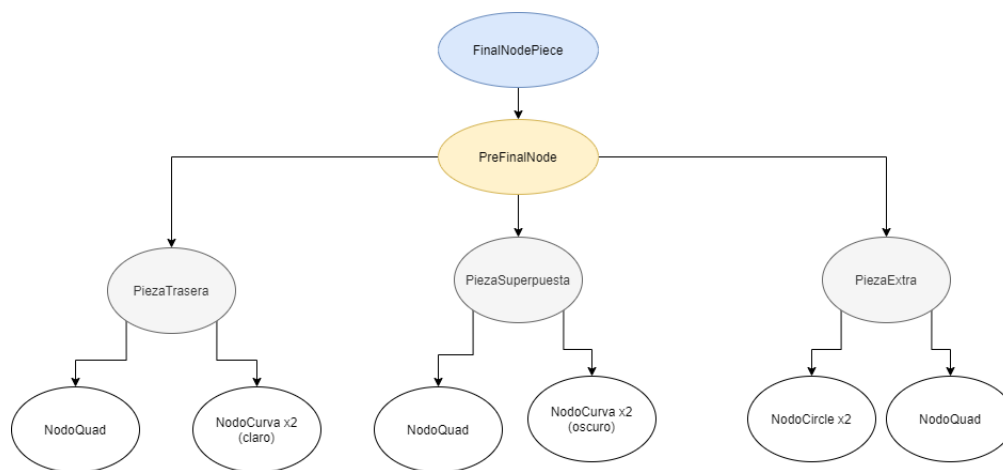 FinalNodePiece
PreFinalNode
PiezaTrasera
PiezaSuperpuesta
PiezaExtra
NodoQuad
NodoCurva x2
(claro)
NodoQuad
NodoCurva x2
(oscuro)
NodoCircle x2
NodoQuad